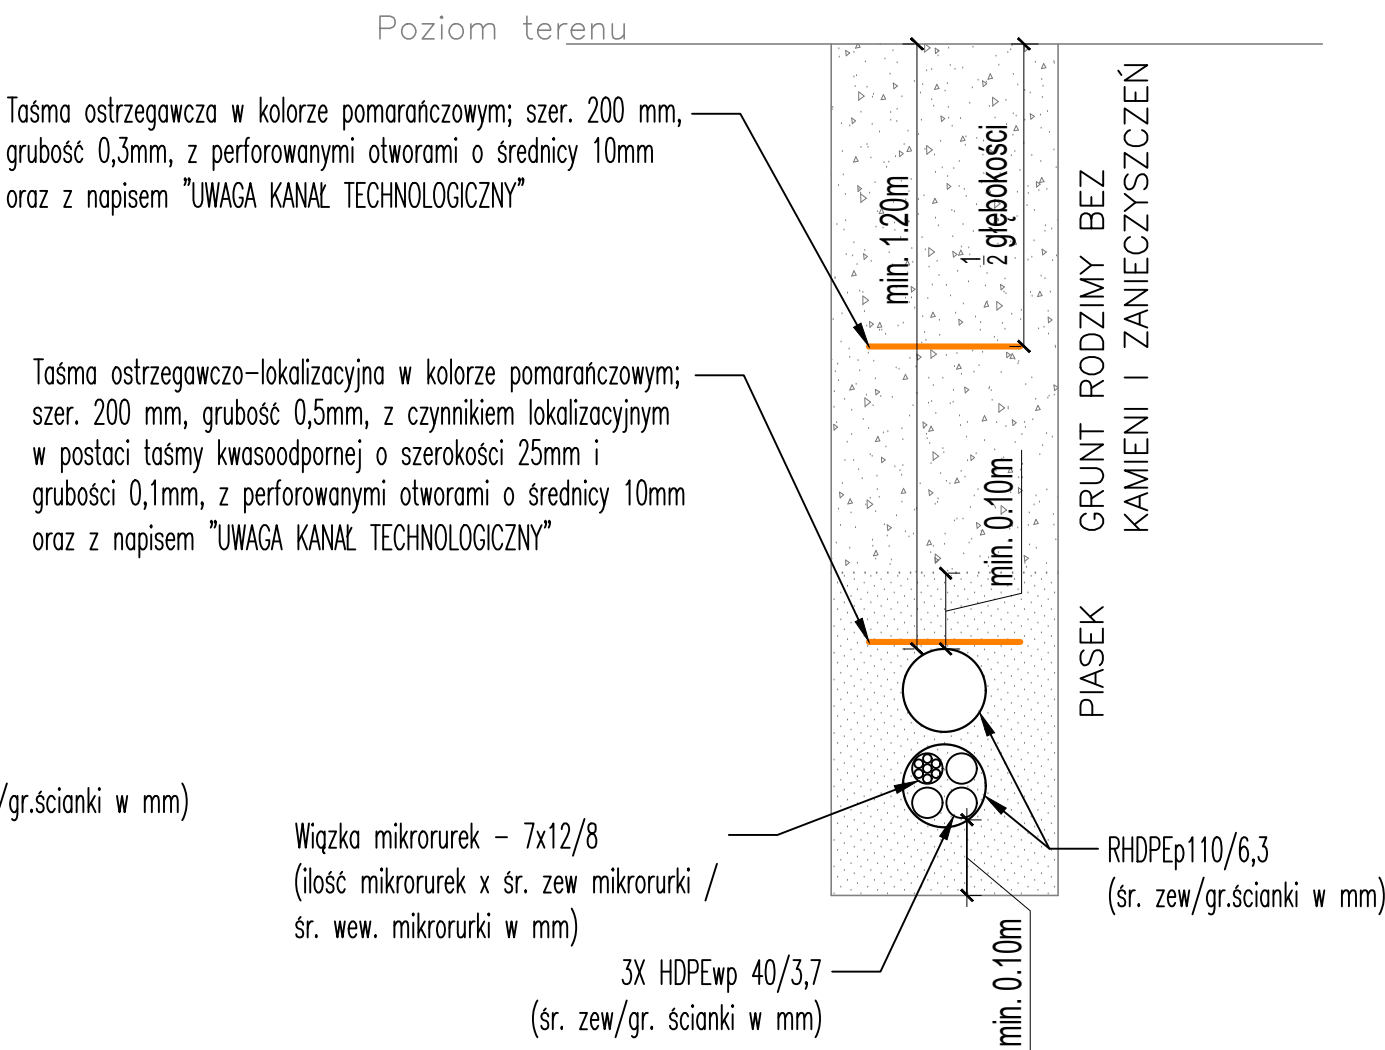 Poziom terenu
Taśma ostrzegawcza w kolorze pomarańczowym; szer. 200 mm,
grubość 0,3mm, z perforowanymi otworami o średnicy 10mm
oraz z napisem "UWAGA KANAŁ TECHNOLOGICZNY"
min. 1.20m
1
2 głębokości
GRUNT RODZIMY BEZ
KAMIENI I ZANIECZYSZCZEŃ
Taśma ostrzegawczo-lokalizacyjna w kolorze pomarańczowym;
szer. 200 mm, grubość 0,5mm, z czynnikiem lokalizacyjnym
w postaci taśmy kwasoodpornej o szerokości 25mm i
grubości 0,1mm, z perforowanymi otworami o średnicy 10mm
oraz z napisem "UWAGA KANAŁ TECHNOLOGICZNY"
min. 0.10m
PIASEK
/gr.ścianki w mm)
Wiązka mikrorurek - 7x12/8
(ilość mikrorurek x śr. zew mikrorurki /
śr. wew. mikrorurki w mm)
RHDPEp110/6,3
(śr. zew/gr.ścianki w mm)
3X HDPEwp 40/3,7
(śr. zew/gr. ścianki w mm)
min. 0.10m